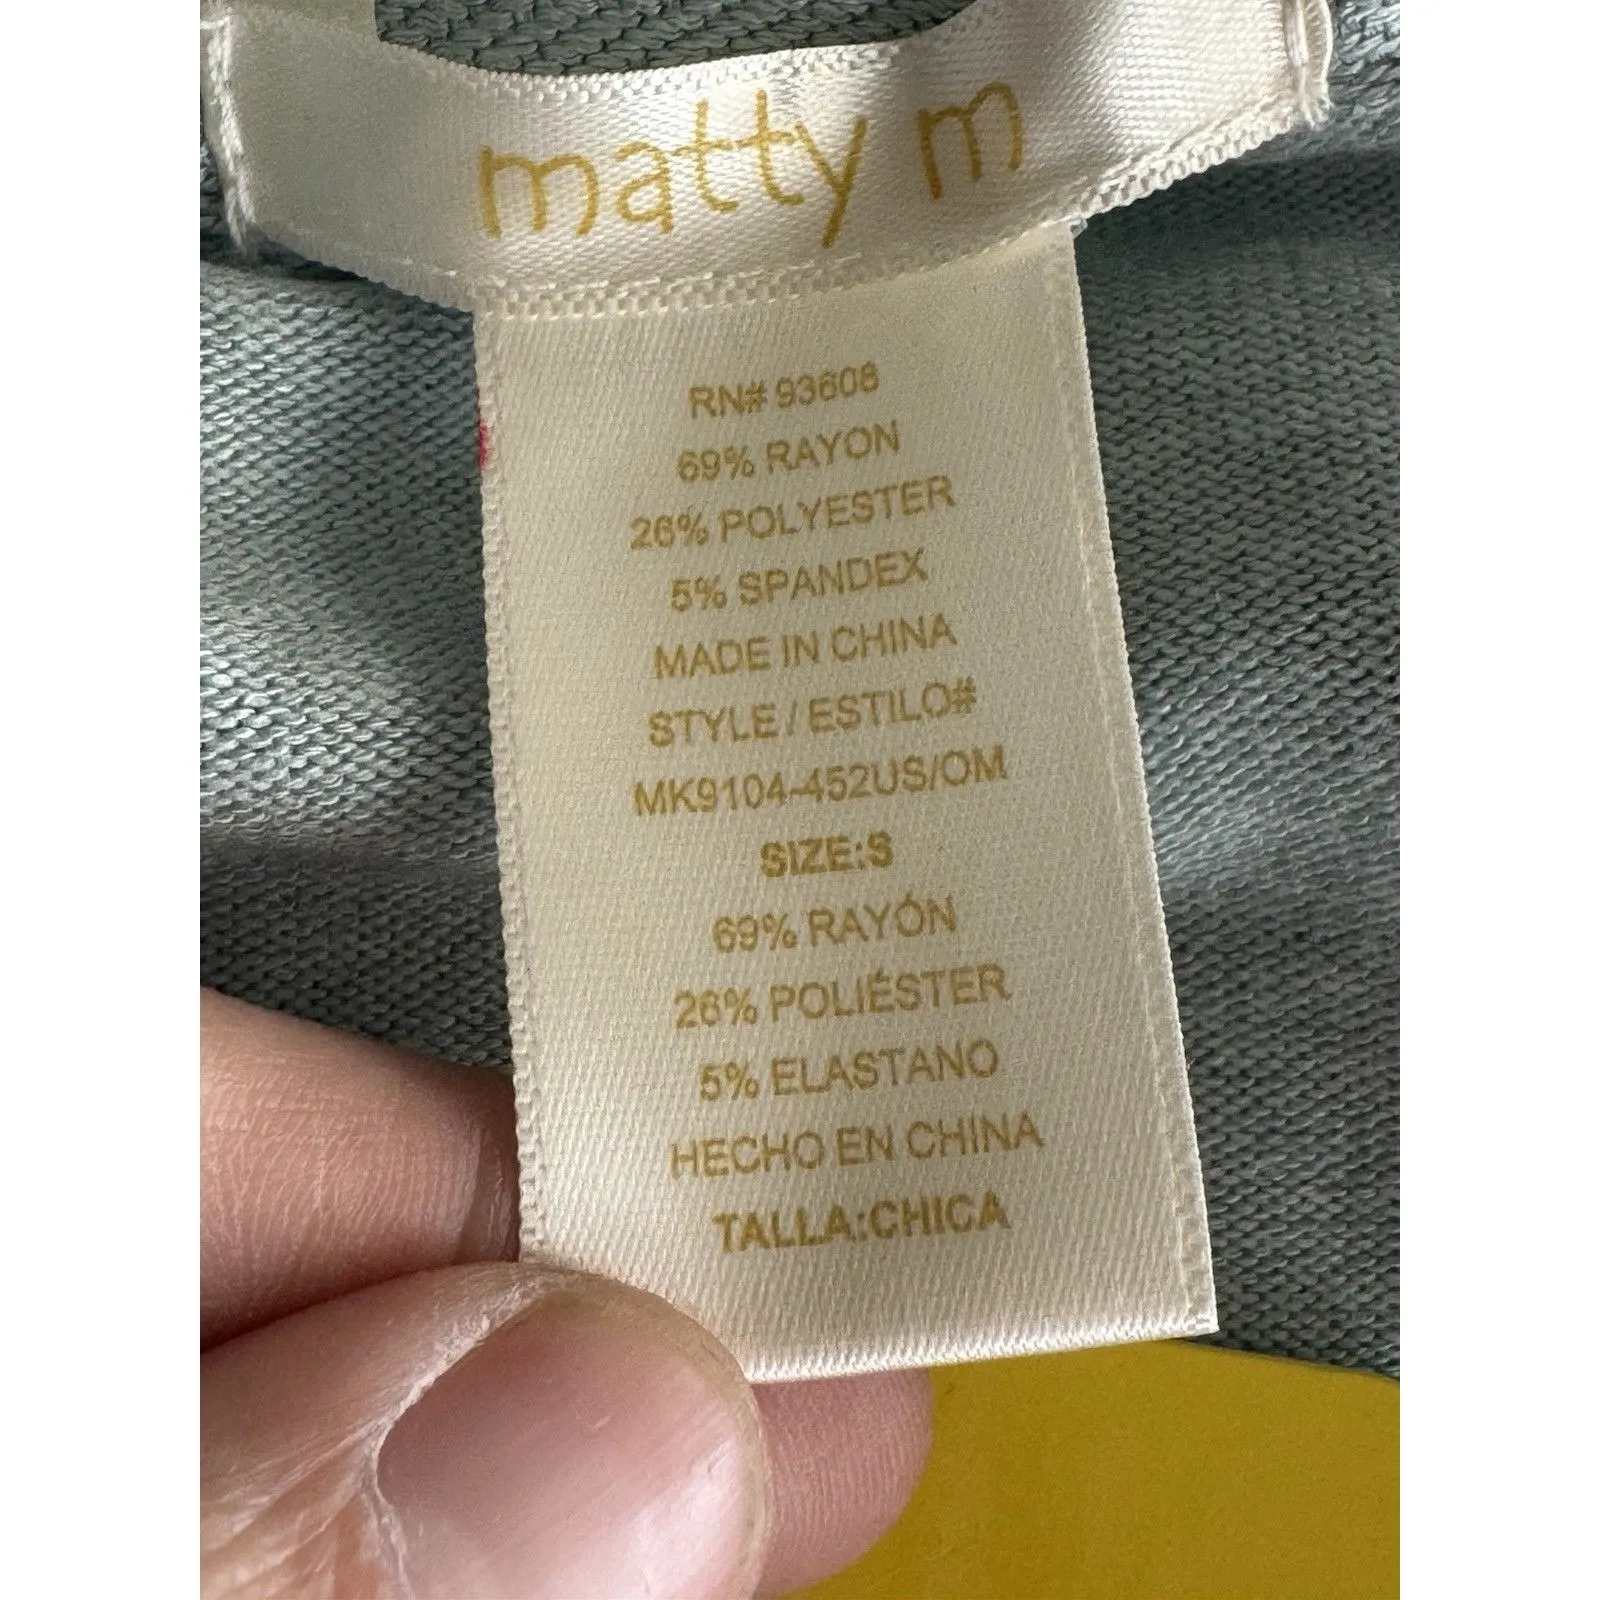 matty m
RN# 93608
69% RAYON
26% POLYESTER
5% SPANDEX
MADE IN CHINA
STYLE / ESTILO#
MK9104-452US/OM
SIZE:S
69% RAYÓN
26% POLIÉSTER
5% ELASTANO
HECHO EN CHINA
TALLA:CHICA